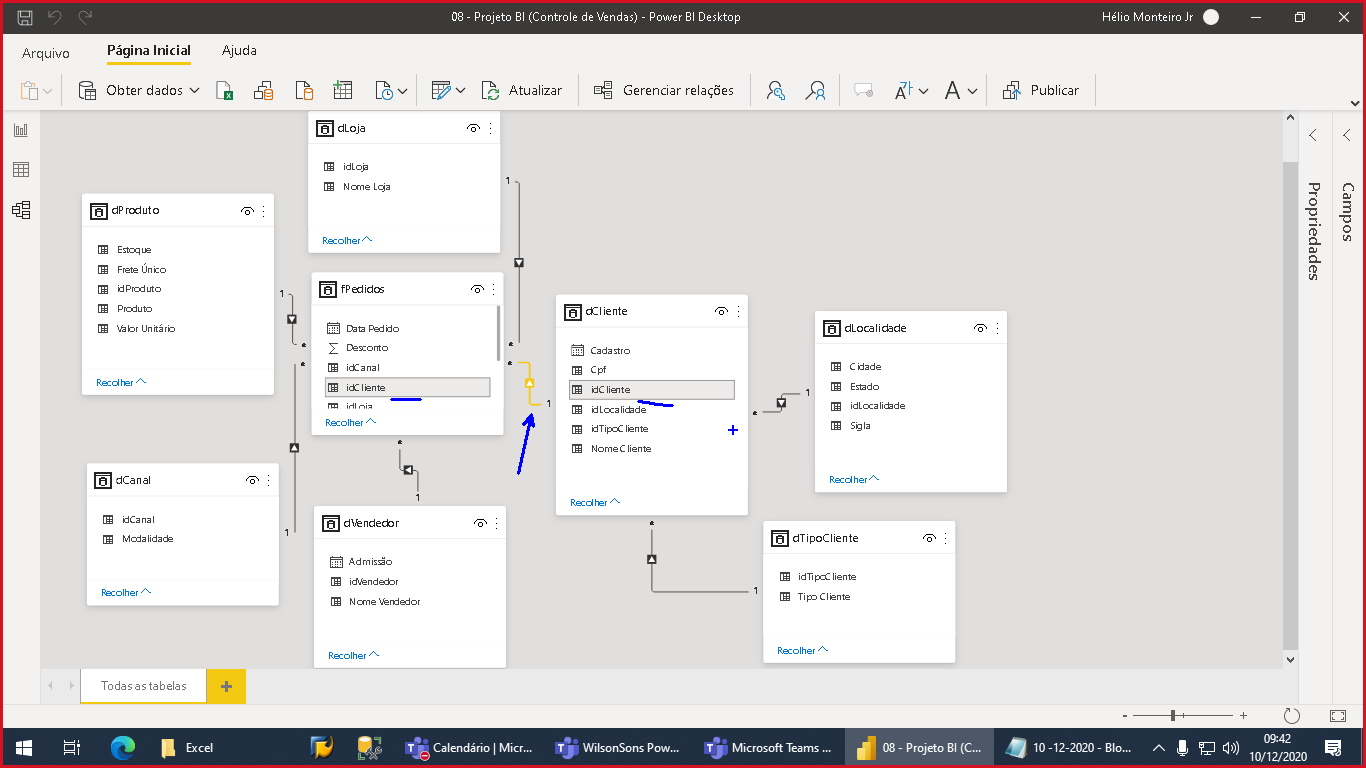 08 - Projeto BI (Controle de Vendas) - Power BI Desktop
Hélio Monteiro Jr
Arquivo
Página Inicial
Ajuda
Obter dados
Atualizar
Gerenciar relações
Publicar
dLoja
idLoja
Nome Loja
Recolher
dProduto
Estoque
Frete Único
idProduto
Produto
Valor Unitário
Recolher
fPedidos
Data Pedido
Desconto
idCanal
idCliente
idLoja
Recolher
dCliente
Cadastro
Cpf
idCliente
idLocalidade
idTipoCliente
Nome Cliente
Recolher
dLocalidade
Cidade
Estado
idLocalidade
Sigla
Recolher
dCanal
idCanal
Modalidade
Recolher
dVendedor
Admissão
idVendedor
Nome Vendedor
Recolher
dTipoCliente
idTipoCliente
Tipo Cliente
Recolher
1
*
1
*
1
*
1
*
1
*
1
*
1
*
Propriedades
Campos
Todas as tabelas
Excel
Calendário | Micr...
WilsonSons Pow...
Microsoft Teams ...
08 - Projeto BI (C...
10 -12-2020 - Blo...
09:42
10/12/2020